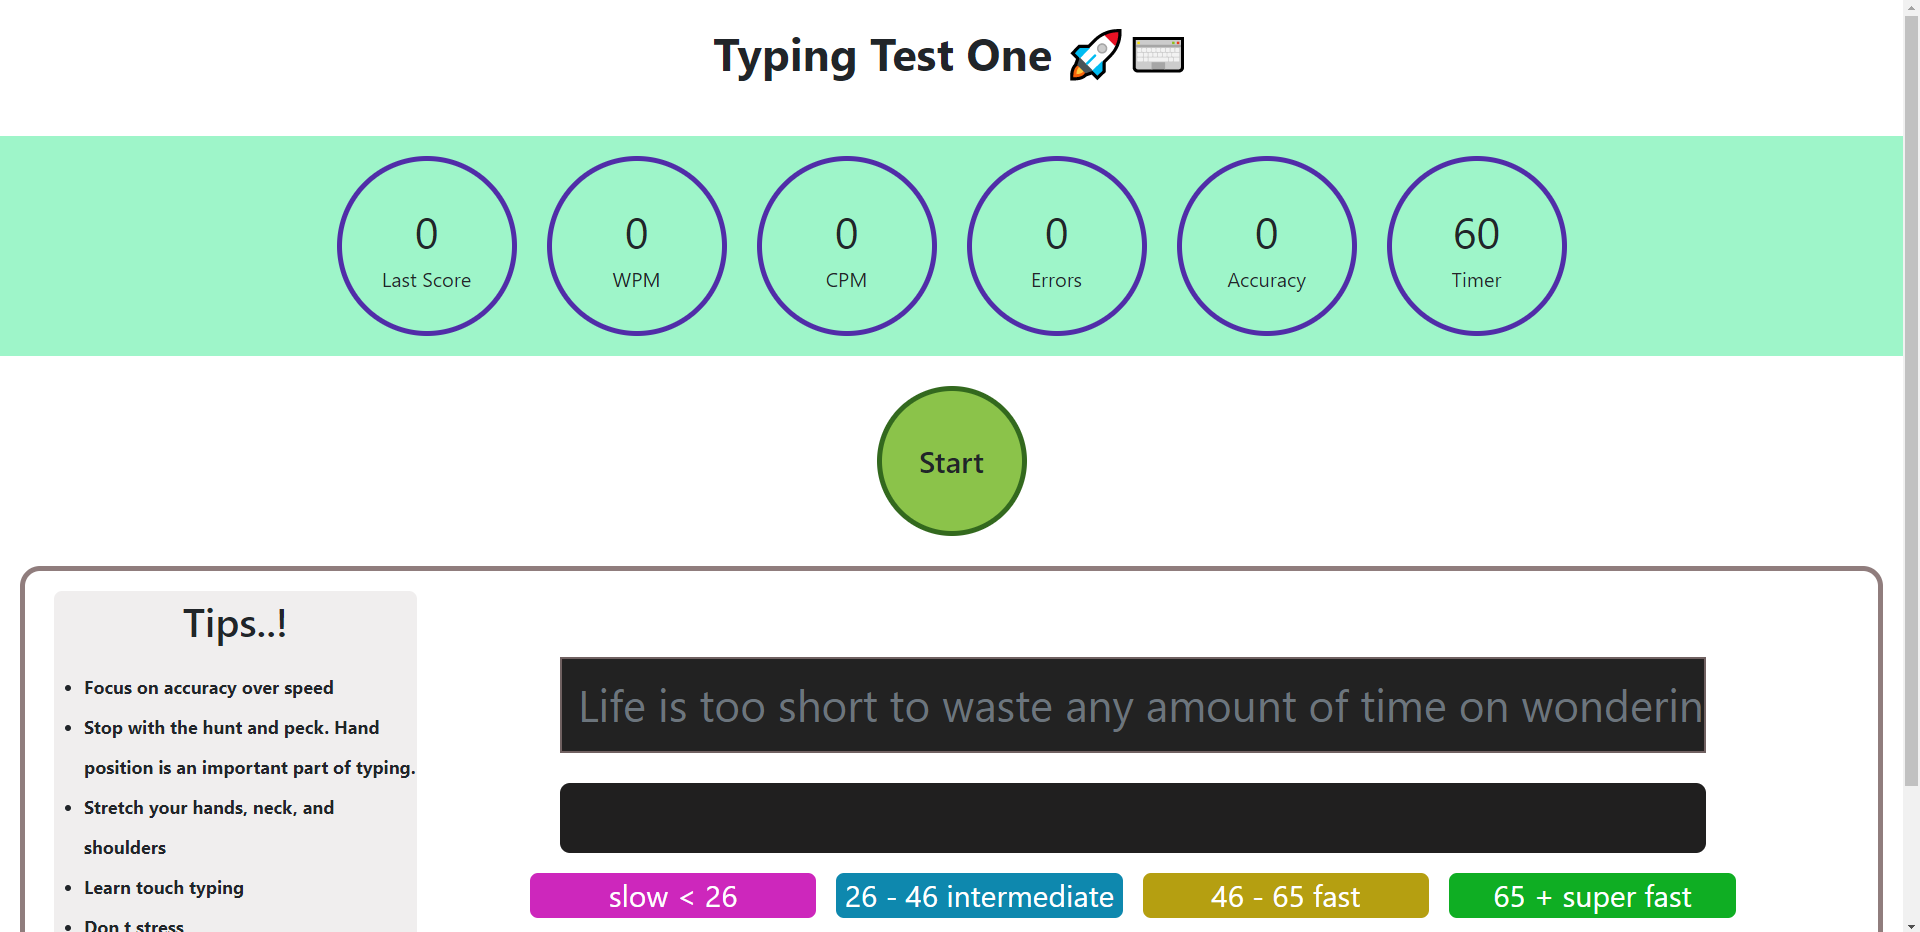 Typing Test One 🚀 ⌨️
0
Last Score
0
WPM
0
CPM
0
Errors
0
Accuracy
60
Timer
Start
Tips..!
Focus on accuracy over speed
Stop with the hunt and peck. Hand
position is an important part of typing.
Stretch your hands, neck, and
shoulders
Learn touch typing
Don t stress
Life is too short to waste any amount of time on wonderin
slow < 26
26 - 46 intermediate
46 - 65 fast
65 + super fast